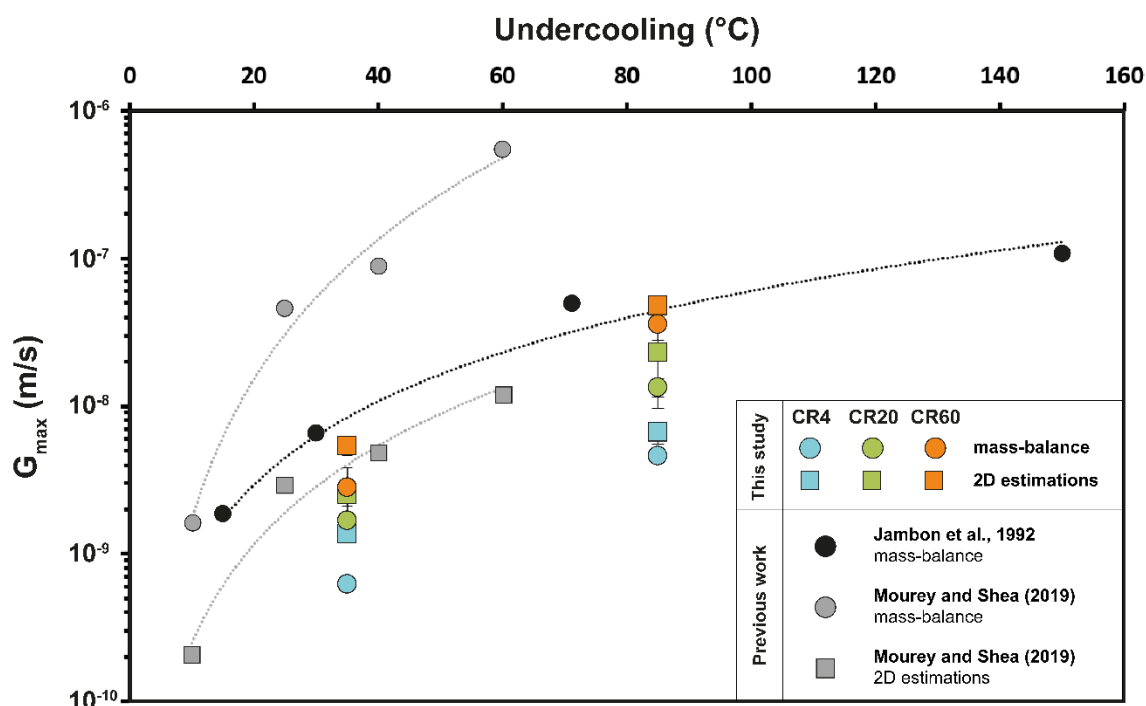 Undercooling (°C)
0 20 40 60 80 100 120 140 160
10-6
10-7
10-8
10-9
10-10
Gmax (m/s)
CR4 CR20 CR60
This study
mass-balance
2D estimations
Previous work
Jambon et al., 1992
mass-balance
Mourey and Shea (2019)
mass-balance
Mourey and Shea (2019)
2D estimations